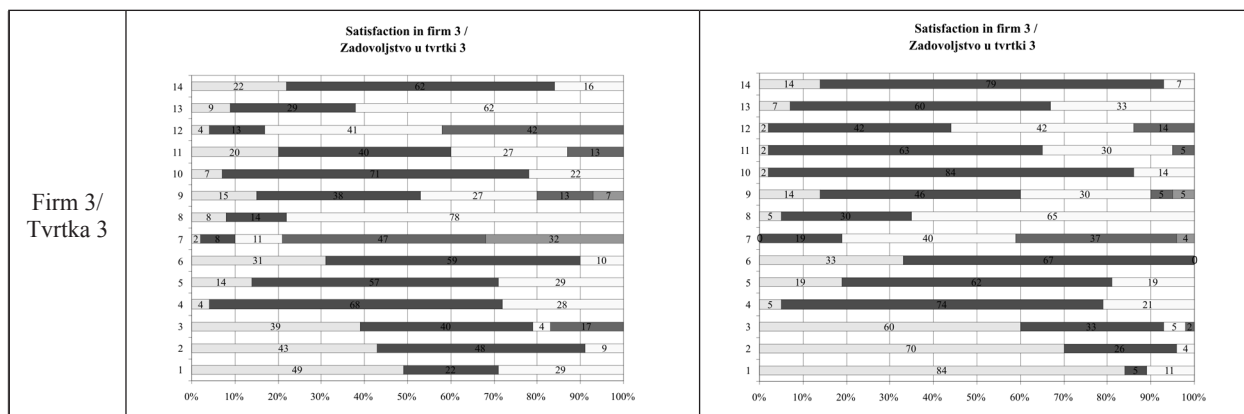 Firm 3/
Tvrtka 3
Satisfaction in firm 3 /
Zadovoljstvo u tvrtki 3
14 22 62 16
13 9 29 62
12 4 13 41 42
11 20 40 27 13
10 7 71 22
9 15 38 27 13 7
8 8 14 78
7 2 8 11 47 32
6 31 59 10
5 14 57 29
4 4 68 28
3 39 40 4 17
2 43 48 9
1 49 22 29
0% 10% 20% 30% 40% 50% 60% 70% 80% 90% 100%
Satisfaction in firm 3 /
Zadovoljstvo u tvrtki 3
14 14 79 7
13 7 60 33
12 2 42 42 14
11 2 63 30 5
10 2 84 14
9 14 46 30 5 5
8 5 30 65
7 0 19 40 37 4
6 33 67 0
5 19 62 19
4 5 74 21
3 60 33 5 2
2 70 26 4
1 84 5 11
0% 10% 20% 30% 40% 50% 60% 70% 80% 90% 100%